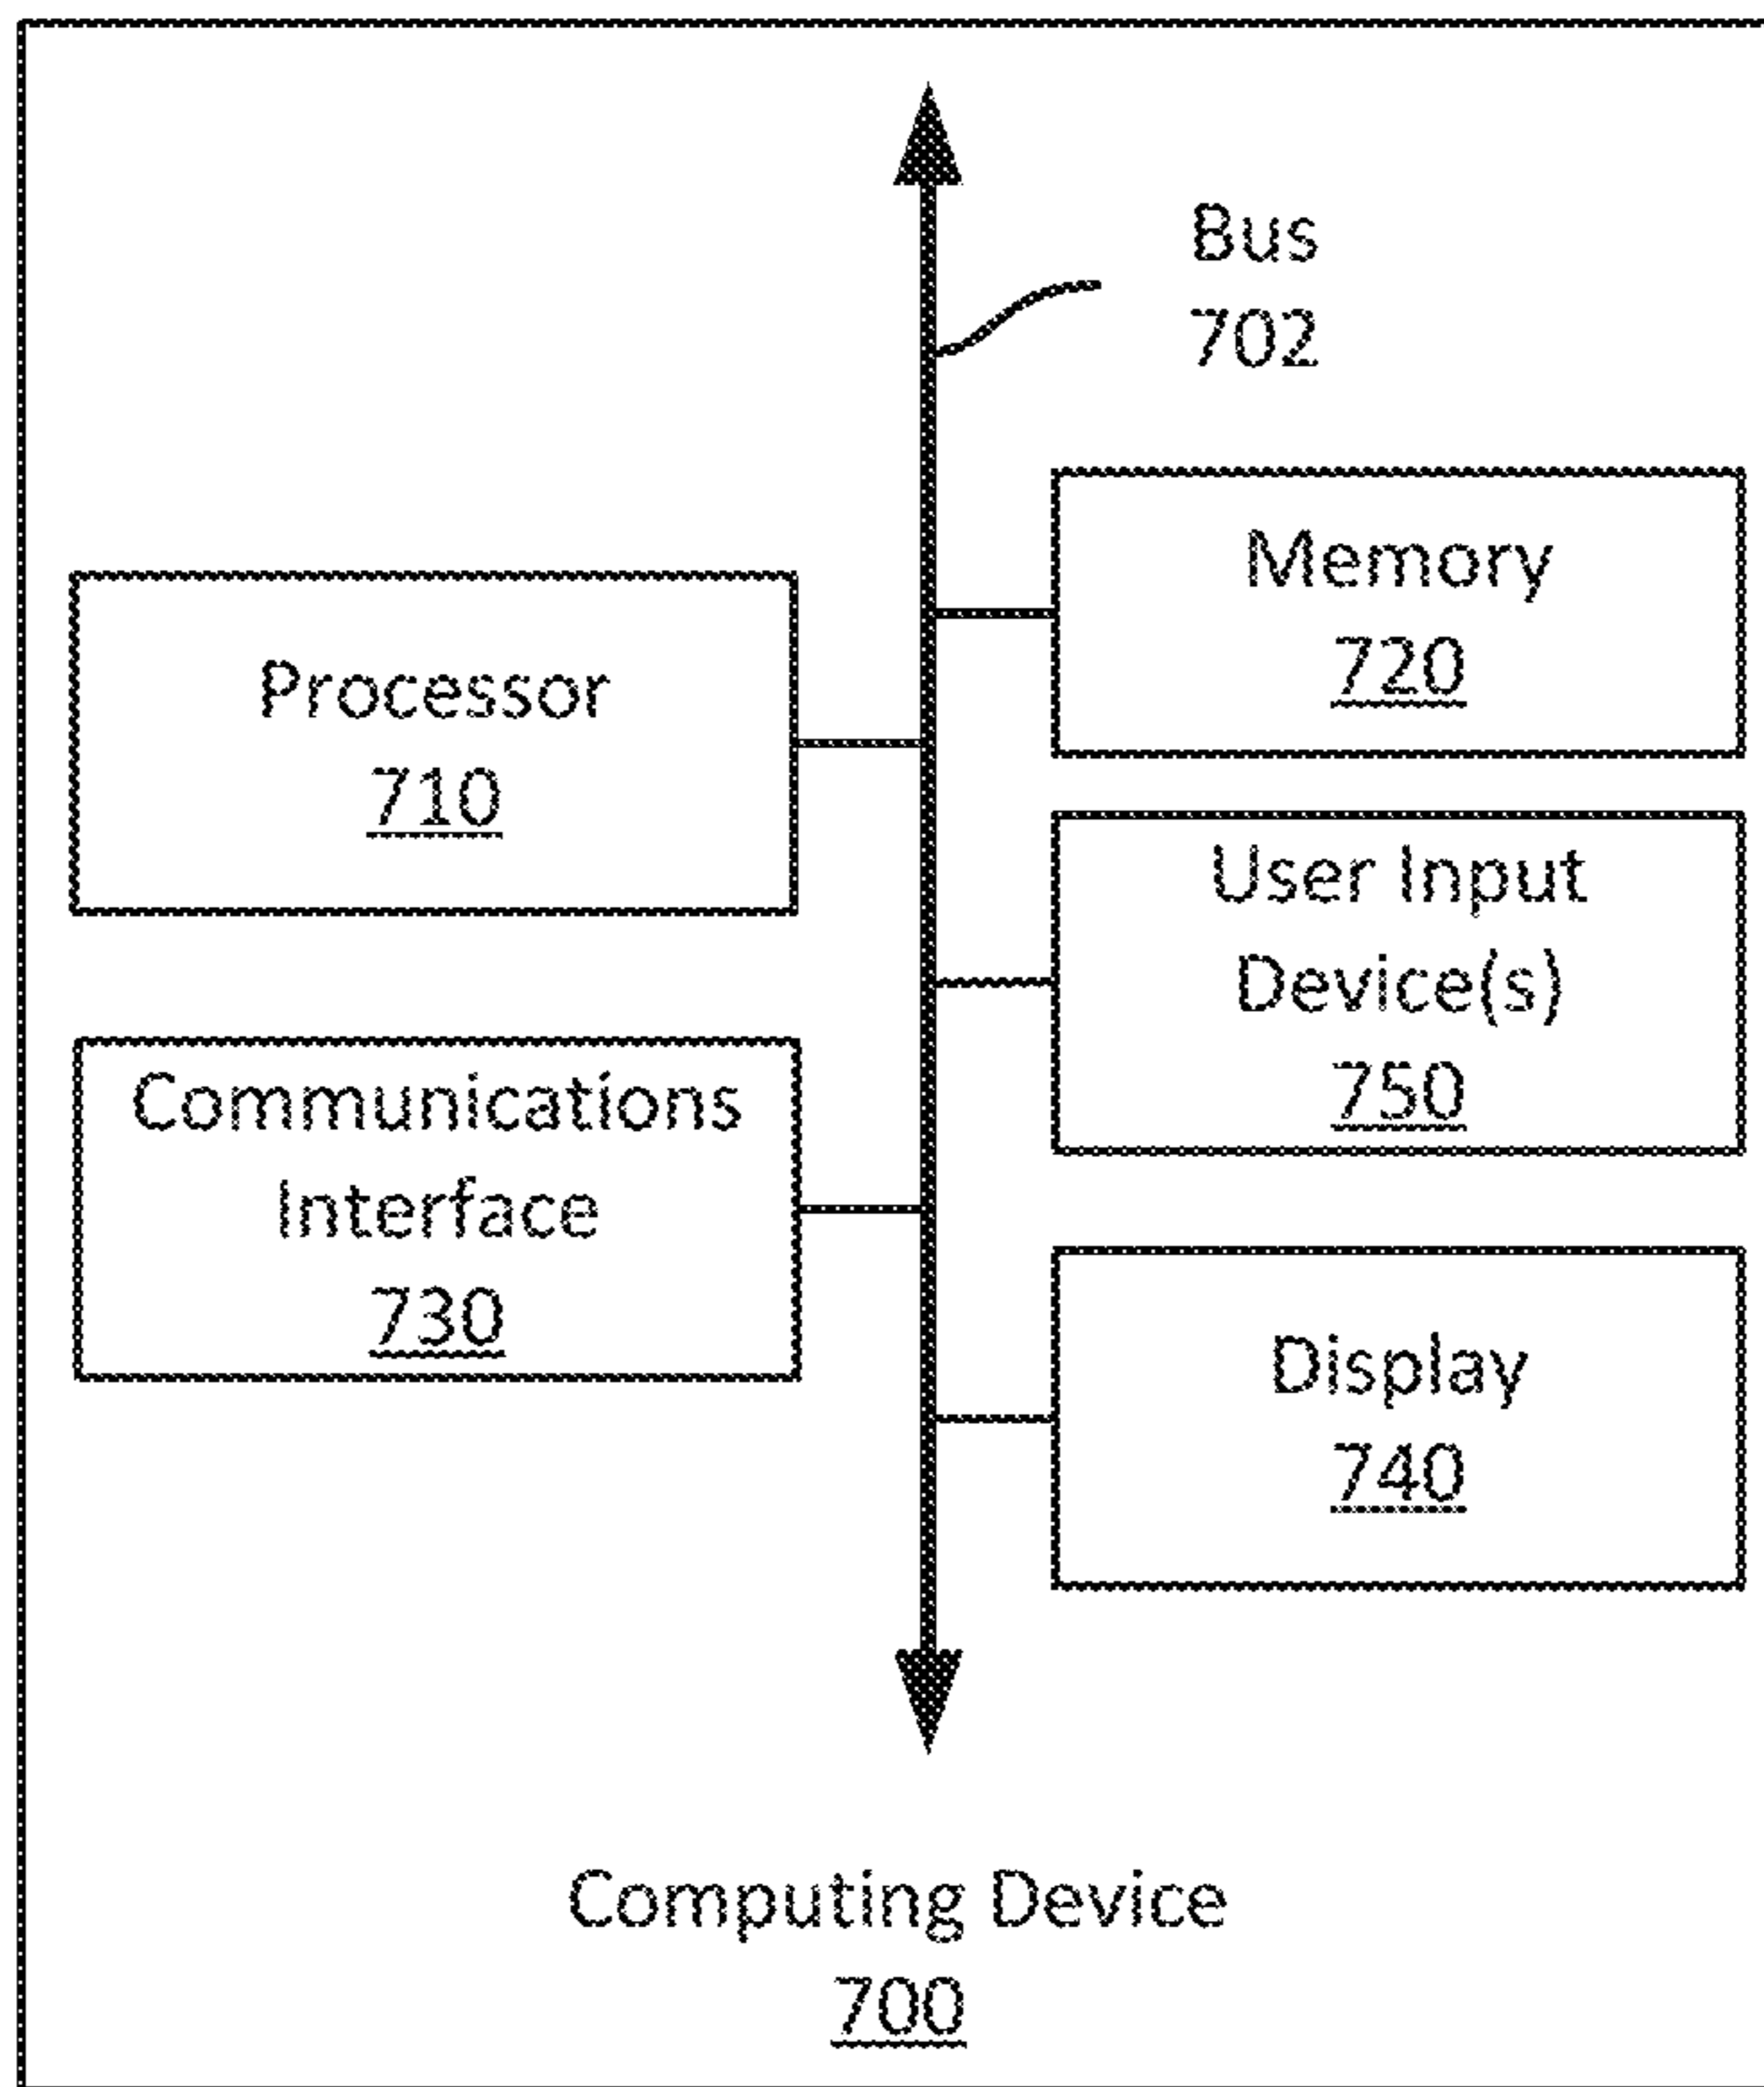 Bus
702
Memory
720
Processor
710
User Input
Device(s)
750
Communications
Interface
730
Display
740
Computing Device
700